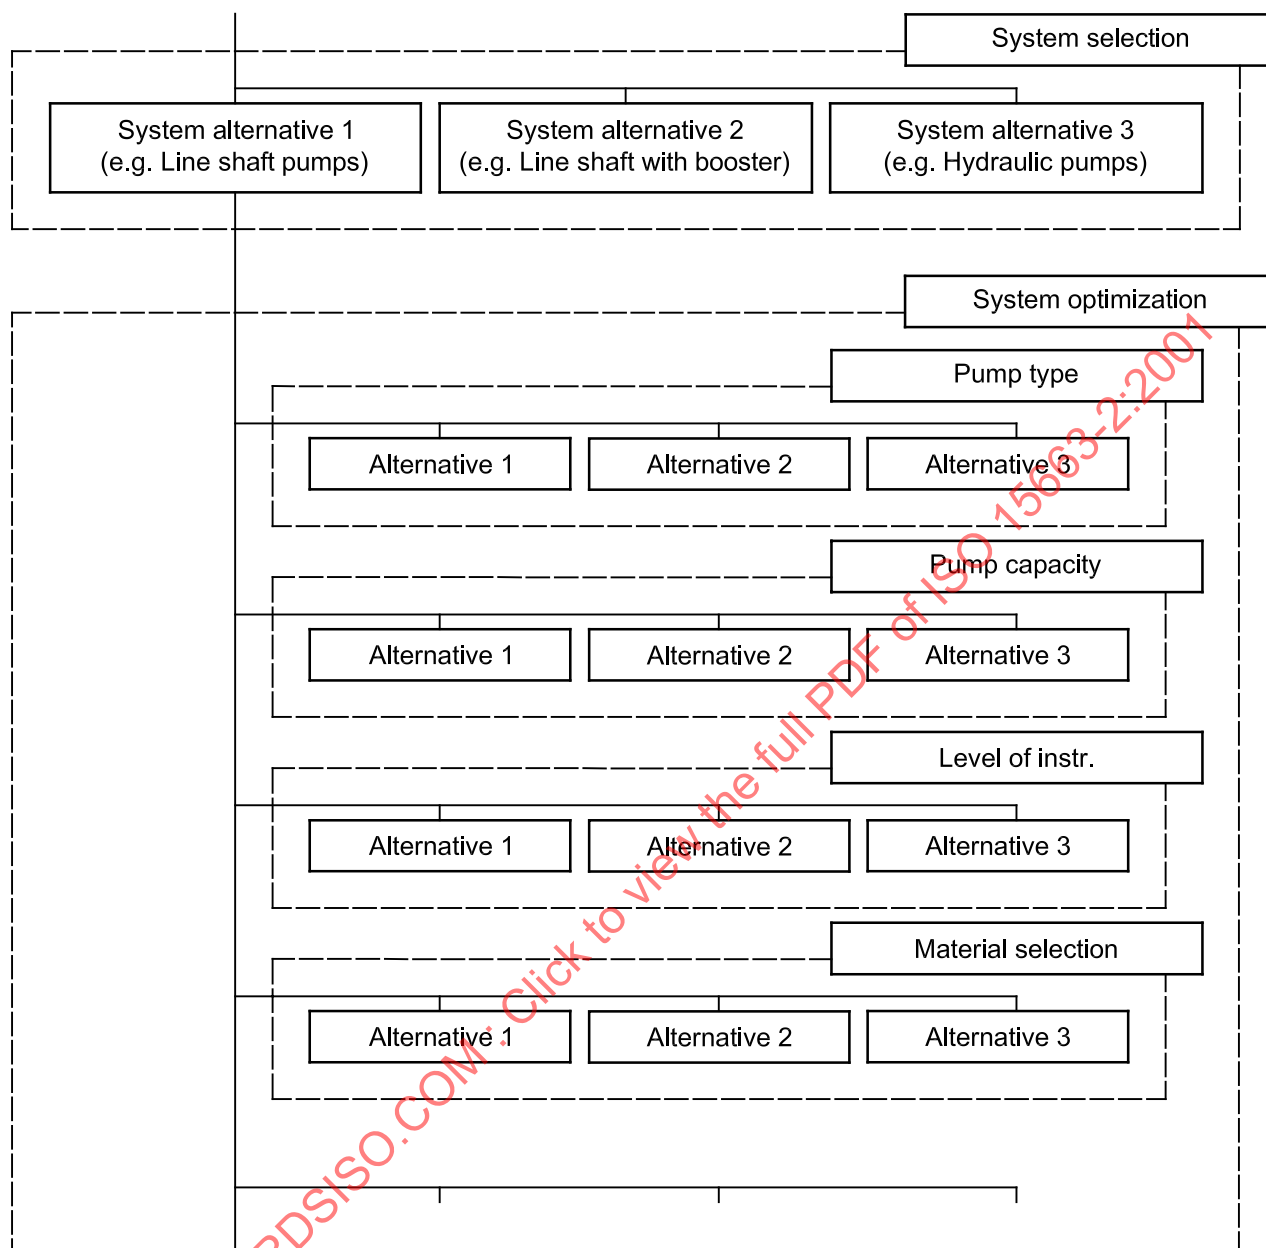 System selection
System alternative 1
(e.g. Line shaft pumps)
System alternative 2
(e.g. Line shaft with booster)
System alternative 3
(e.g. Hydraulic pumps)
System optimization
Pump type
Alternative 1
Alternative 2
Alternative 3
Pump capacity
Alternative 1
Alternative 2
Alternative 3
Level of instr.
Alternative 1
Alternative 2
Alternative 3
Material selection
Alternative 1
Alternative 2
Alternative 3
RDSISO.COM : Click to view the full PDF of ISO 15663-2:2001